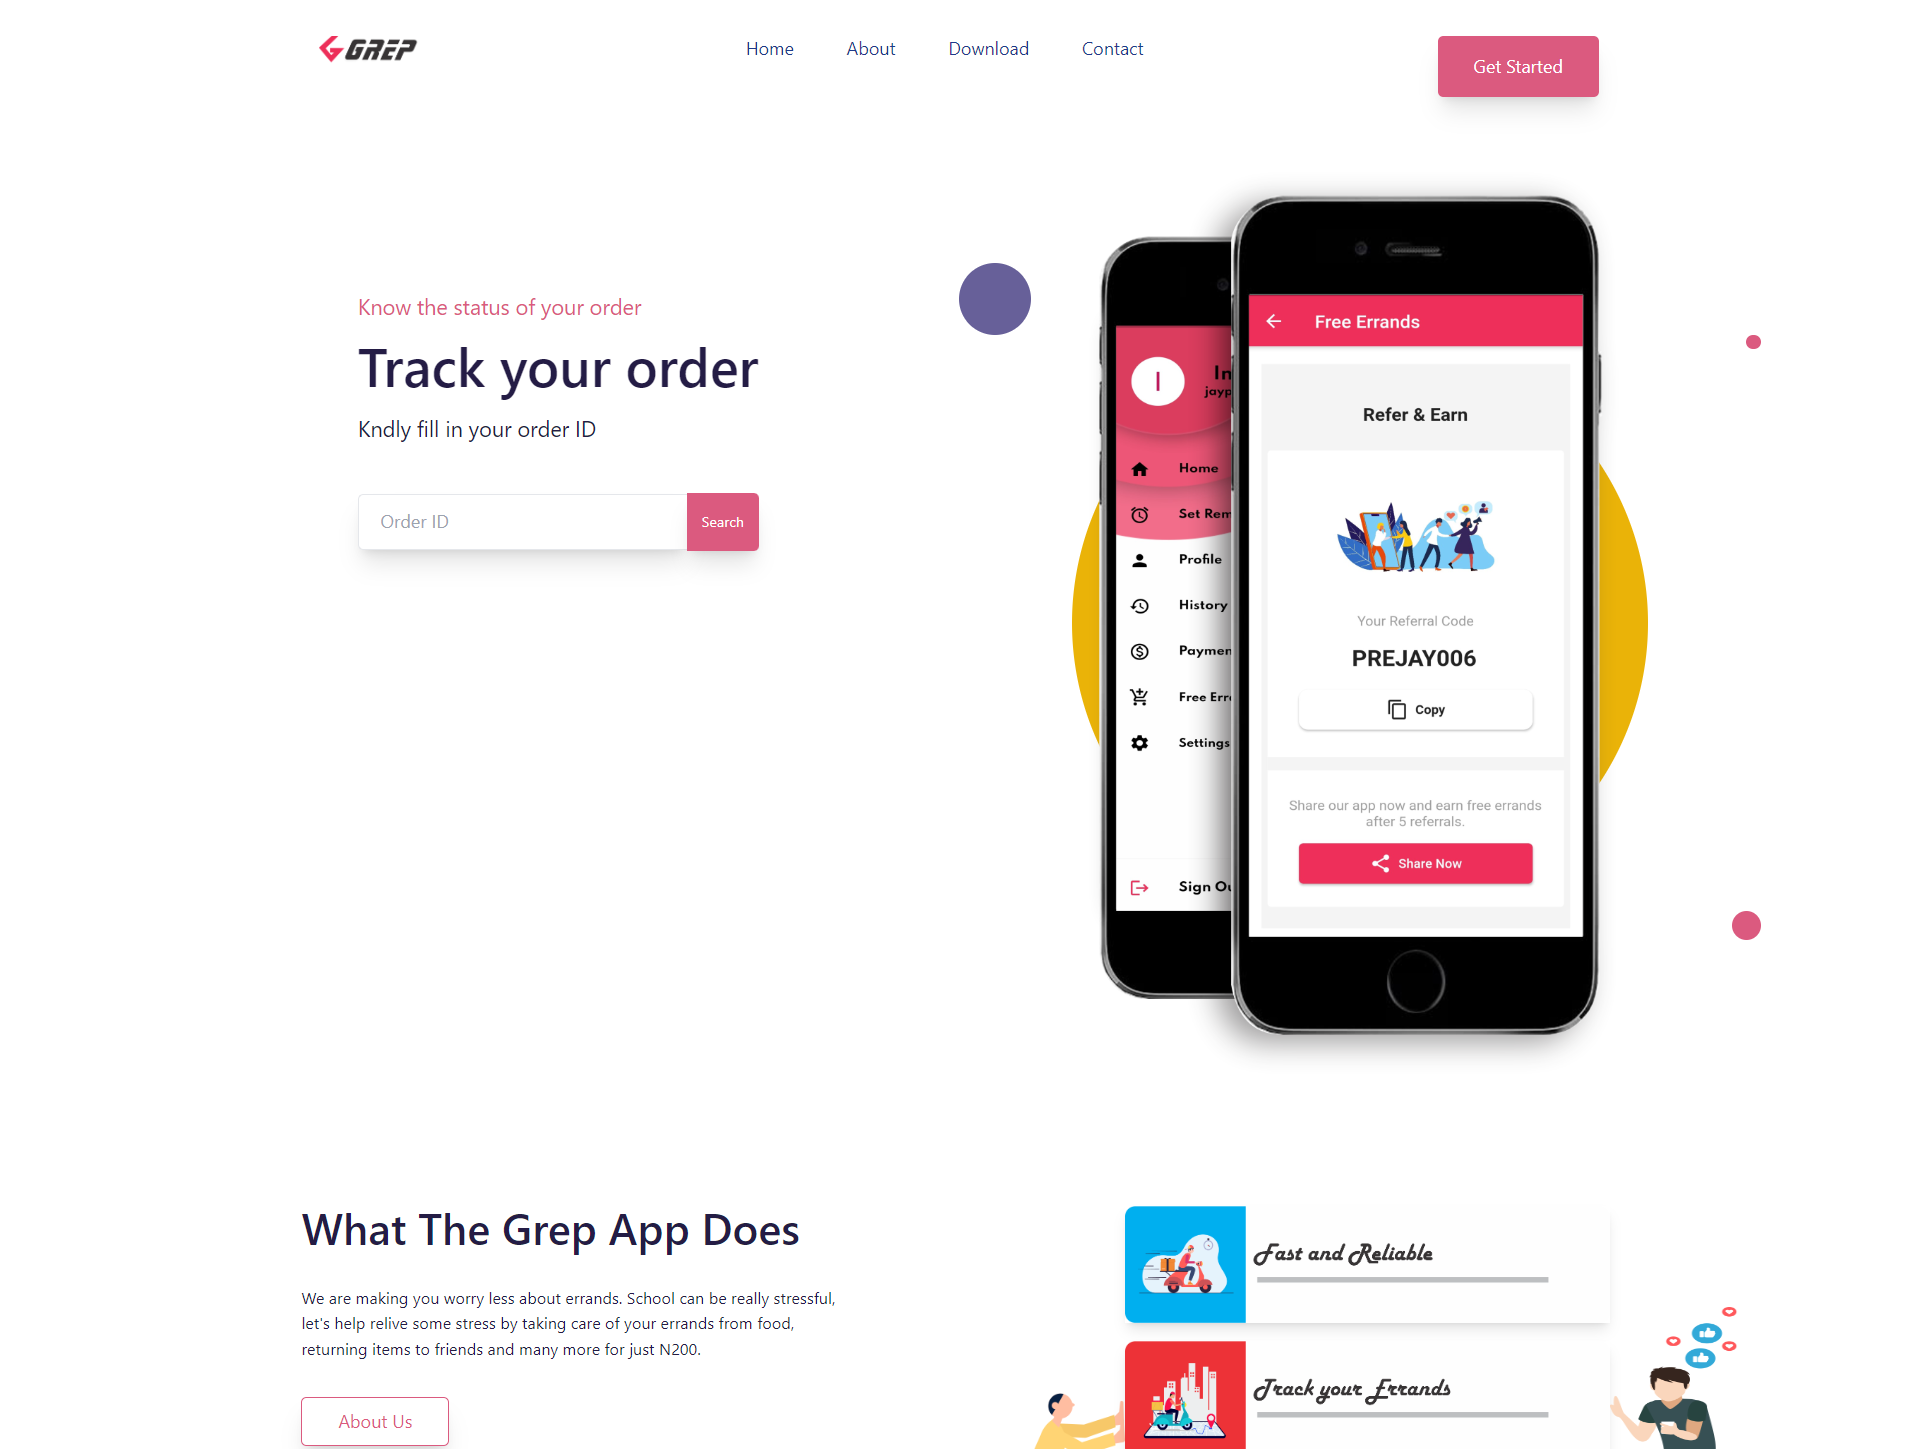 GREP
Home
About
Download
Contact
Get Started
Know the status of your order
Track your order
Kndly fill in your order ID
Order ID
Search
I
In
jayp
Home
Set Rem
Profile
History
Paymen
Free Err
Settings
Sign Ou
Free Errands
Refer & Earn
Your Referral Code
PREJAY006
Copy
Share our app now and earn free errands
after 5 referrals.
Share Now
What The Grep App Does
We are making you worry less about errands. School can be really stressful,
let's help relive some stress by taking care of your errands from food,
returning items to friends and many more for just N200.
About Us
Fast and Reliable
Track your Errands